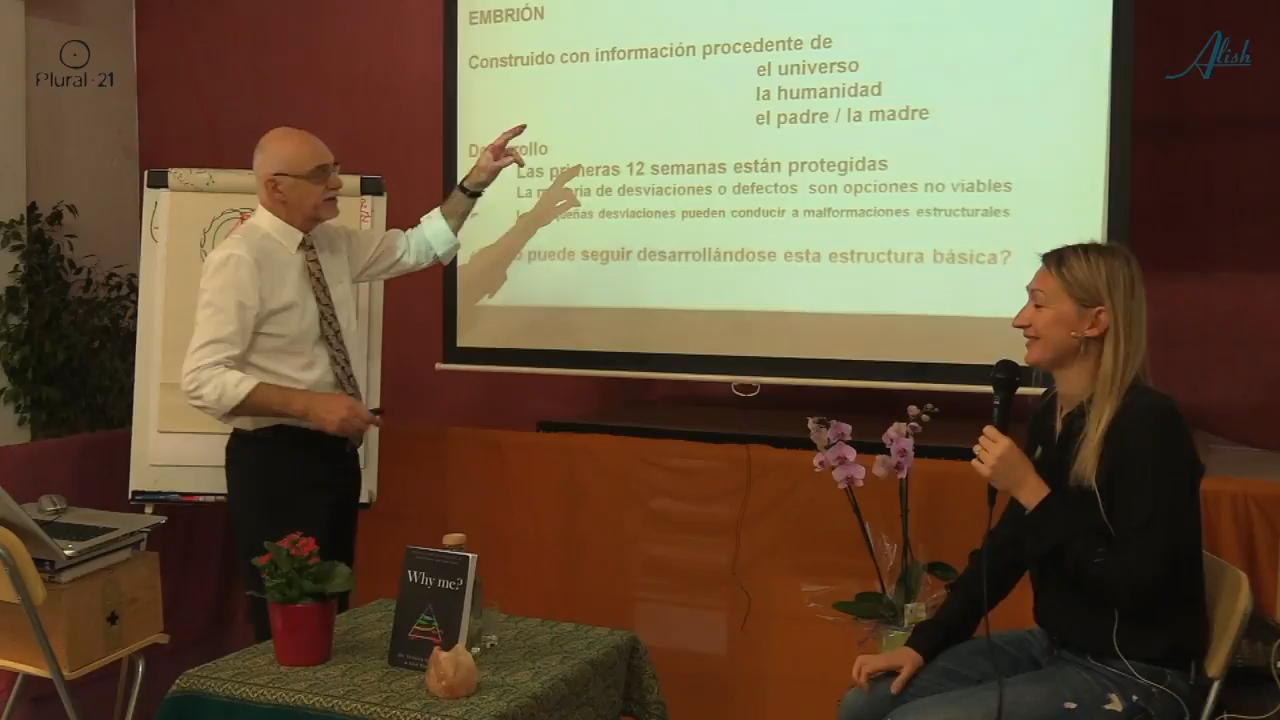 EMBRIÓN
Construido con información procedente de
el universo
la humanidad
el padre / la madre
Las primeras 12 semanas están protegidas
La de desviaciones o defectos son opciones no viables
desviaciones pueden conducir a malformaciones estructurales
puede seguir desarrollándose esta estructura básica?
Plural-21
Alish
Why me?